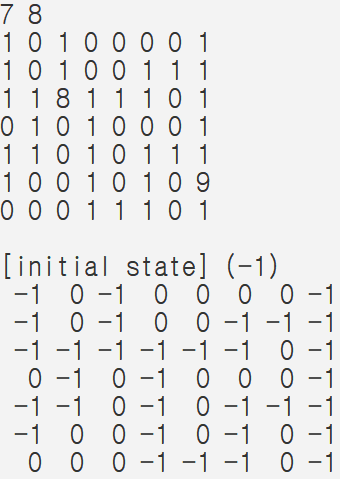 7 8
1 0 1 0 0 0 0 1
1 0 1 0 0 1 1 1
1 1 8 1 1 1 0 1
0 1 0 1 0 0 0 1
1 1 0 1 0 1 1 1
1 0 0 1 0 1 0 9
0 0 0 1 1 1 0 1
[initial state] (-1)
-1 0 -1 0 0 0 0 -1
-1 0 -1 0 0 -1 -1 -1
-1 -1 -1 -1 -1 -1 0 -1
0 -1 0 -1 0 0 0 -1
-1 -1 0 -1 0 -1 -1 -1
-1 0 0 -1 0 -1 0 -1
0 0 0 -1 -1 -1 0 -1